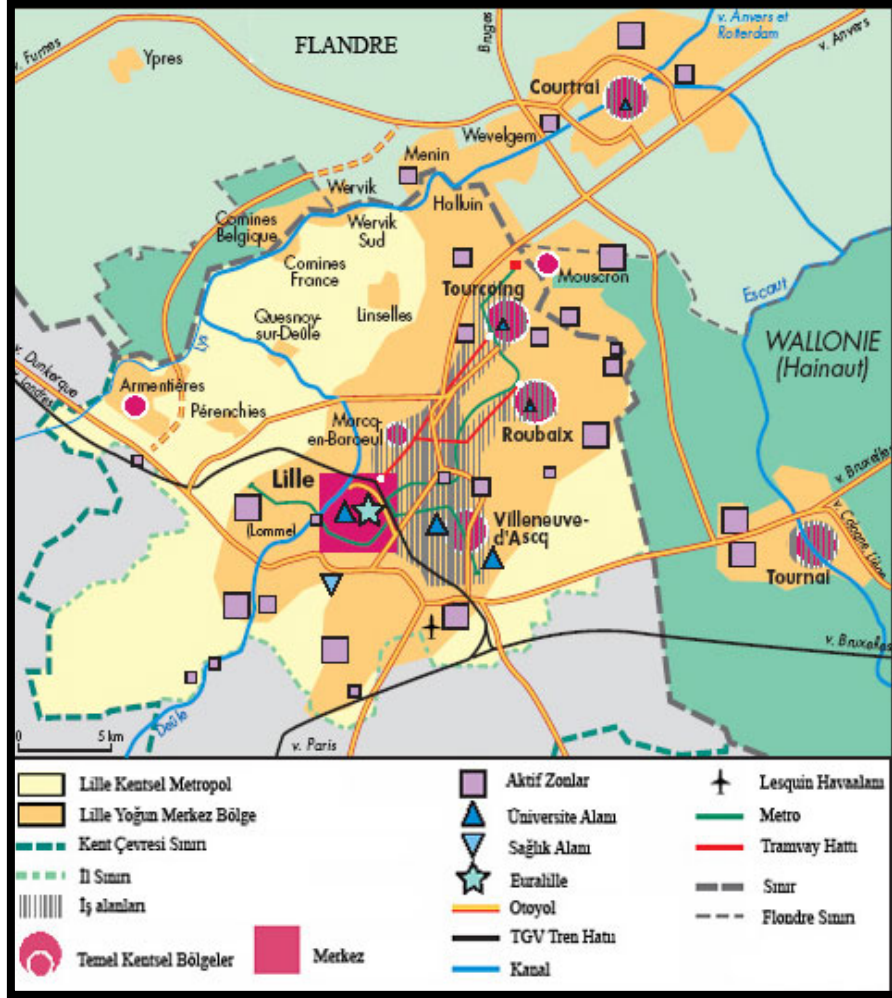 v. Furnes
Ypres
FLANDRE
Bruges
v. Anvers et
Rotterdam
v. Anvers
Courtrai
Wevelgem
Menin
Wervik
Halluin
Comines
Belgique
Wervik
Sud
Comines
France
Mouscron
Tourcoing
Linselles
Quesnoy-
sur-Deûle
Escaut
WALLONIE
(Hainaut)
Lys
v. Dunkerque
v. Londres
Armentières
Pérenchies
Marcq-
en-Baroeul
Roubaix
Lille
(Lomme)
Villeneuve-
d'Ascq
v. Bruxelles
v. Cologne, Liège
Tournai
v. Bruxelles
Deûle
v. Paris
0 5 km
Lille Kentsel Metropol
Lille Yoğun Merkez Bölge
Kent Çevresi Sınırı
İl Sınırı
İş alanları
Temel Kentsel Bölgeler
Merkez
Aktif Zonlar
Üniversite Alanı
Sağlık Alanı
Euralille
Otoyol
TGV Tren Hattı
Kanal
Lesquin Havaalanı
Metro
Tramvay Hattı
Sınır
Flondre Sınırı